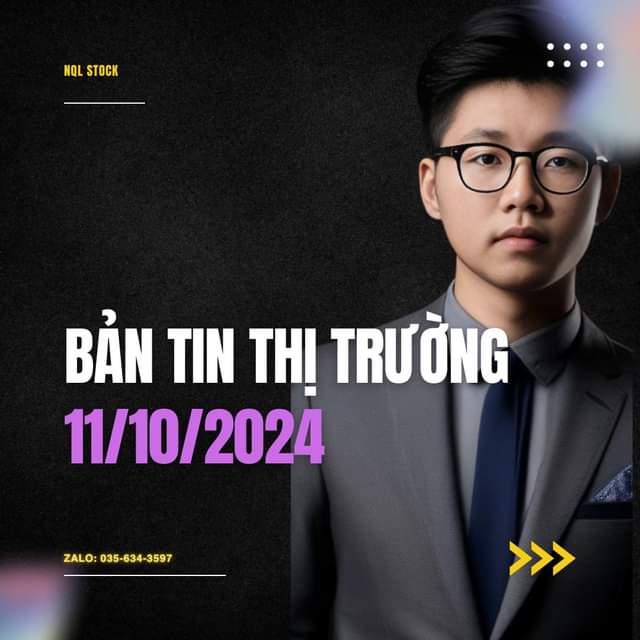 NQL STOCK
BẢN TIN THỊ TRƯỜNG
11/10/2024
ZALO: 035-634-3597